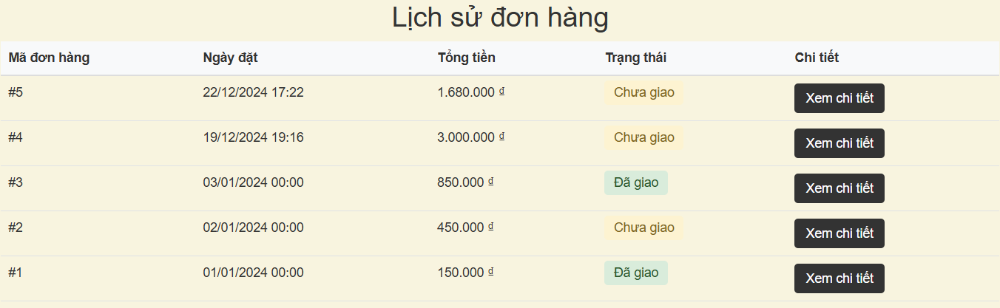 Lịch sử đơn hàng
Mã đơn hàng Ngày đặt Tổng tiền Trạng thái Chi tiết
#5 22/12/2024 17:22 1.680.000 ₫ Chưa giao Xem chi tiết
#4 19/12/2024 19:16 3.000.000 ₫ Chưa giao Xem chi tiết
#3 03/01/2024 00:00 850.000 ₫ Đã giao Xem chi tiết
#2 02/01/2024 00:00 450.000 ₫ Chưa giao Xem chi tiết
#1 01/01/2024 00:00 150.000 ₫ Đã giao Xem chi tiết